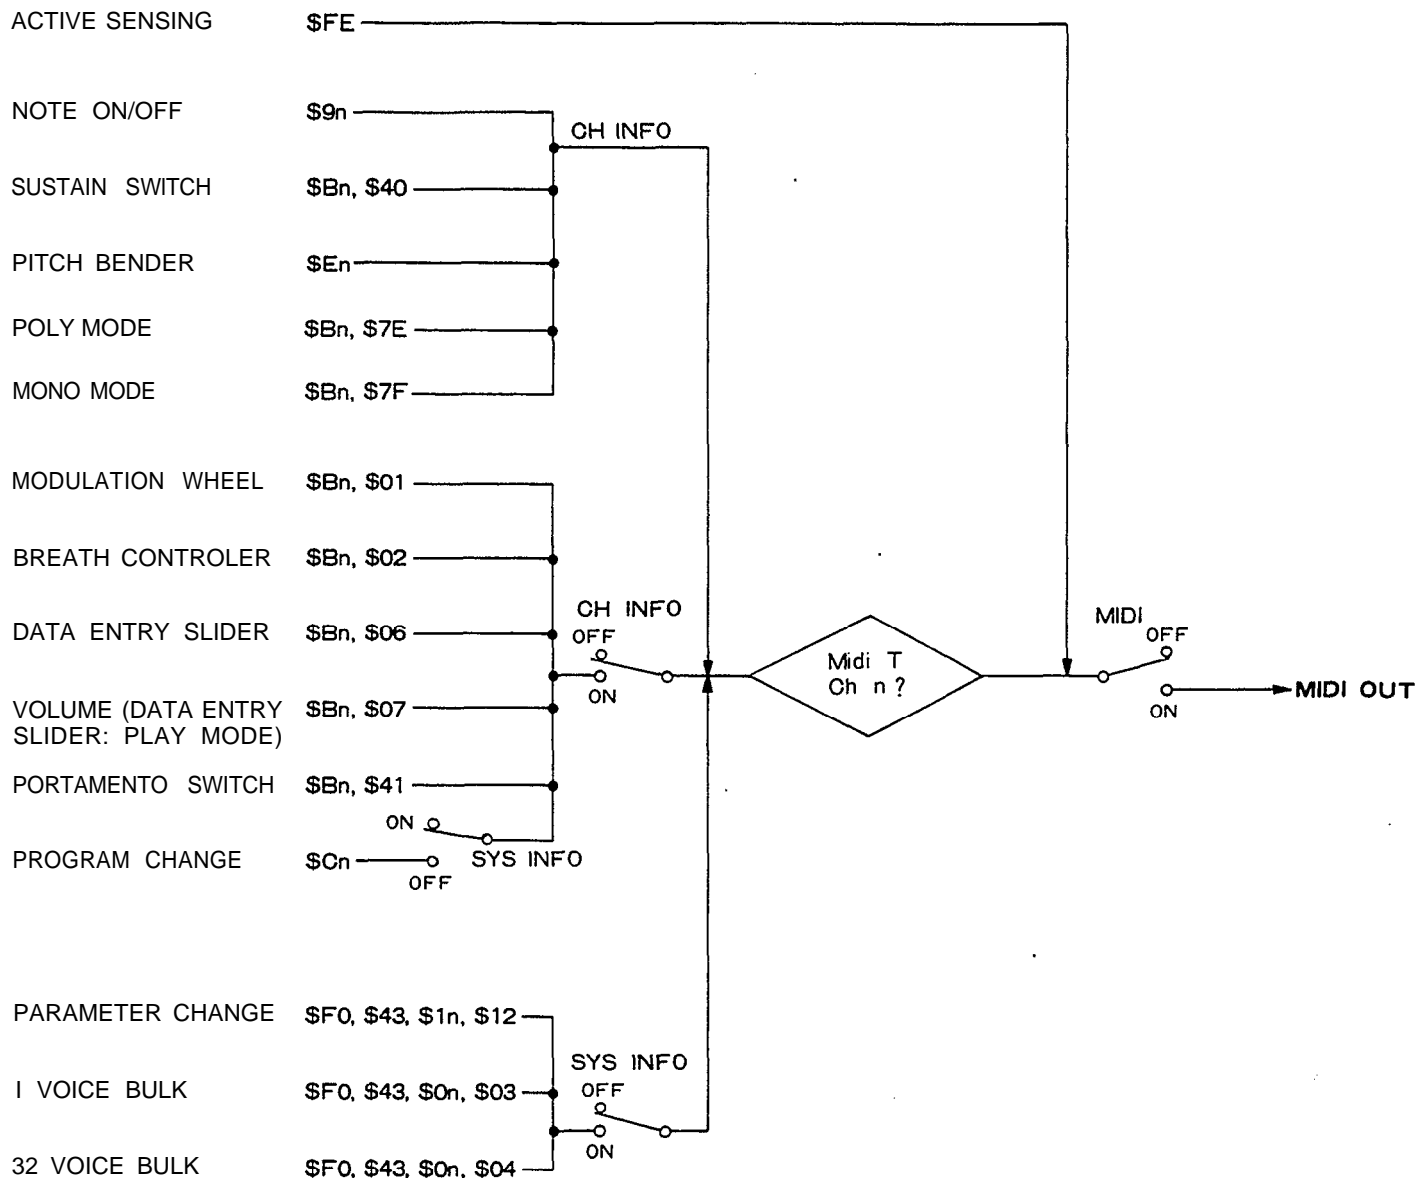 ACTIVE SENSING $FE
NOTE ON/OFF $9n
CH INFO
SUSTAIN SWITCH $Bn, $40
PITCH BENDER $En
POLY MODE $Bn, $7E
MONO MODE $Bn, $7F
MODULATION WHEEL $Bn, $01
BREATH CONTROLER $Bn, $02
CH INFO
DATA ENTRY SLIDER $Bn, $06
OFF
ON
Midi T
Ch n ?
MIDI
OFF
ON
MIDI OUT
VOLUME (DATA ENTRY $Bn, $07
SLIDER: PLAY MODE)
PORTAMENTO SWITCH $Bn, $41
ON
SYS INFO
PROGRAM CHANGE $Cn
OFF
PARAMETER CHANGE $F0, $43, $1n, $12
SYS INFO
OFF
I VOICE BULK $F0, $43, $0n, $03
ON
32 VOICE BULK $F0, $43, $0n, $04